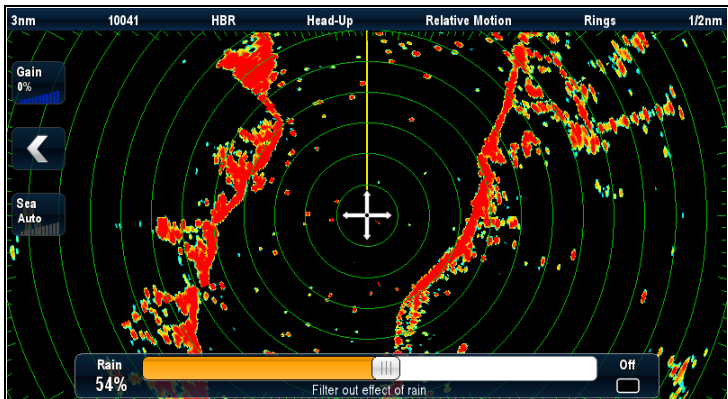 3nm 10041 HBR Head-Up Relative Motion Rings 1/2nm
Gain
0%
Sea
Auto
Rain
54%
Filter out effect of rain
Off